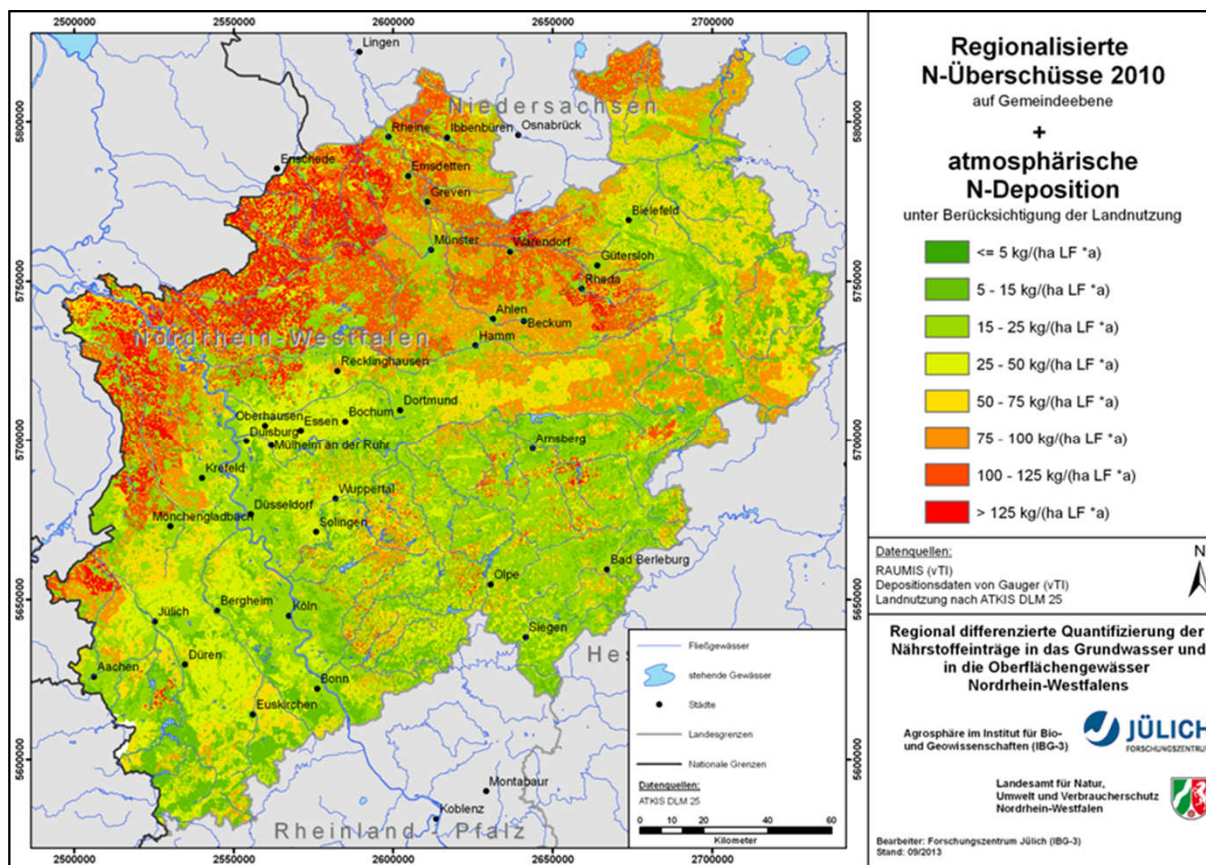 2500000 2550000 2600000 2650000 2700000
5800000
5750000
5700000
5650000
5600000
2500000 2550000 2600000 2650000 2700000
Lingen
Niedersachsen
Rheine
Ibbenbüren
Osnabrück
Enschede
Emsdetten
Greven
Bielefeld
Münster
Warendorf
Gütersloh
Rheda
Ahlen
Beckum
Nordrhein-Westfalen
Hamm
Recklinghausen
Dortmund
Oberhausen
Essen
Bochum
Duisburg
Mülheim an der Ruhr
Arnsberg
Krefeld
Wuppertal
Düsseldorf
Mönchengladbach
Solingen
Bad Berleburg
Olpe
Bergheim
Köln
Jülich
Siegen
Düren
Hes
Aachen
Bonn
Euskirchen
Montabaur
Koblenz
Rheinland-Pfalz
Fließgewässer
stehende Gewässer
Städte
Landesgrenzen
Nationale Grenzen
Datenquellen:
ATKIS DLM 25
0 10 20 40 60
Kilometer
Regionalisierte
N-Überschüsse 2010
auf Gemeindeebene
+
atmosphärische
N-Deposition
unter Berücksichtigung der Landnutzung
<= 5 kg/(ha LF *a)
5 - 15 kg/(ha LF *a)
15 - 25 kg/(ha LF *a)
25 - 50 kg/(ha LF *a)
50 - 75 kg/(ha LF *a)
75 - 100 kg/(ha LF *a)
100 - 125 kg/(ha LF *a)
> 125 kg/(ha LF *a)
Datenquellen:
RAUMIS (vTI)
Depositionsdaten von Gauger (vTI)
Landnutzung nach ATKIS DLM 25
N
Regional differenzierte Quantifizierung der
Nährstoffeinträge in das Grundwasser und
in die Oberflächengewässer
Nordrhein-Westfalens
Agrosphäre im Institut für Bio-
und Geowissenschaften (IBG-3)
JÜLICH
FORSCHUNGSZENTRUM
Landesamt für Natur,
Umwelt und Verbraucherschutz
Nordrhein-Westfalen
Bearbeiter: Forschungszentrum Jülich (IBG-3)
Stand: 09/2013